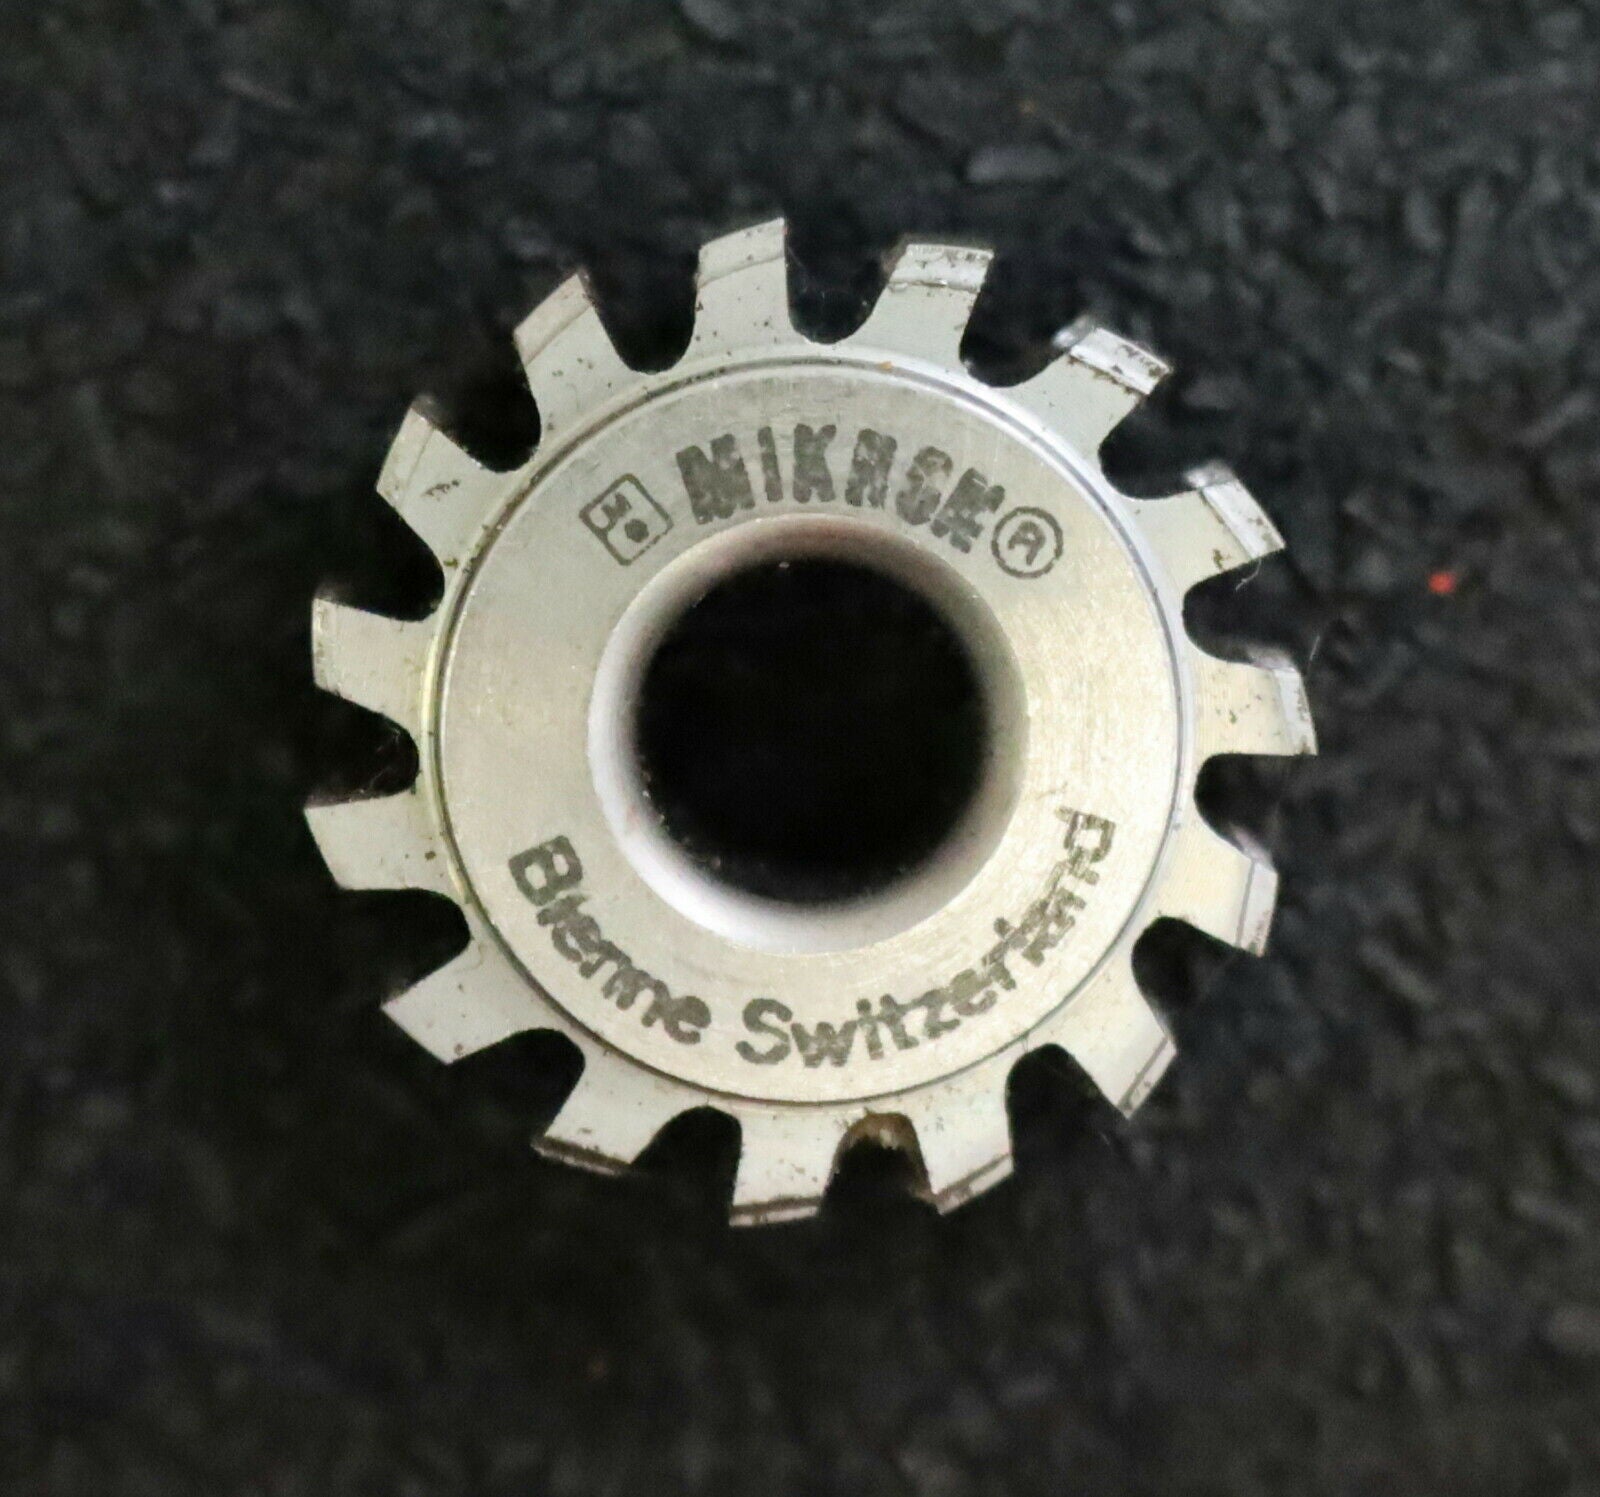 MIKRON ®
Bienne Switzerland